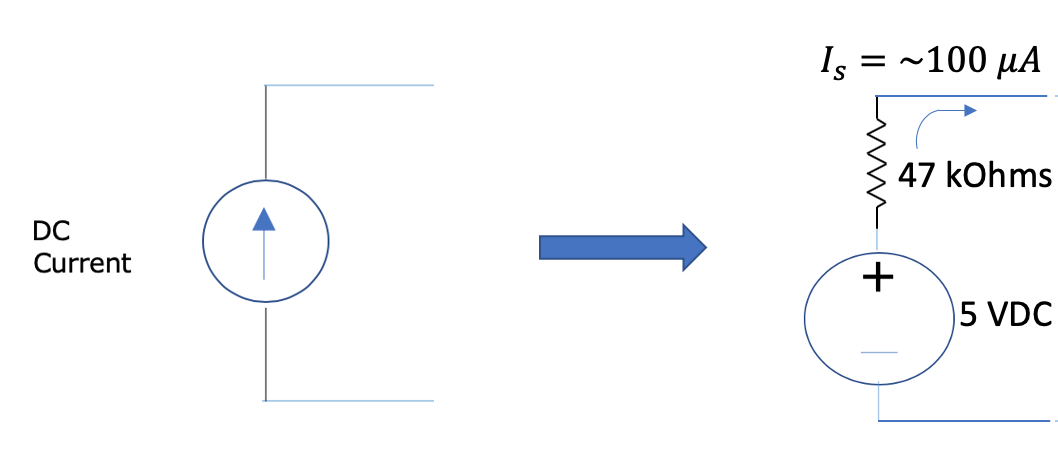 DC
Current
I_s = ~100 μA
47 kOhms
+
5 VDC
—